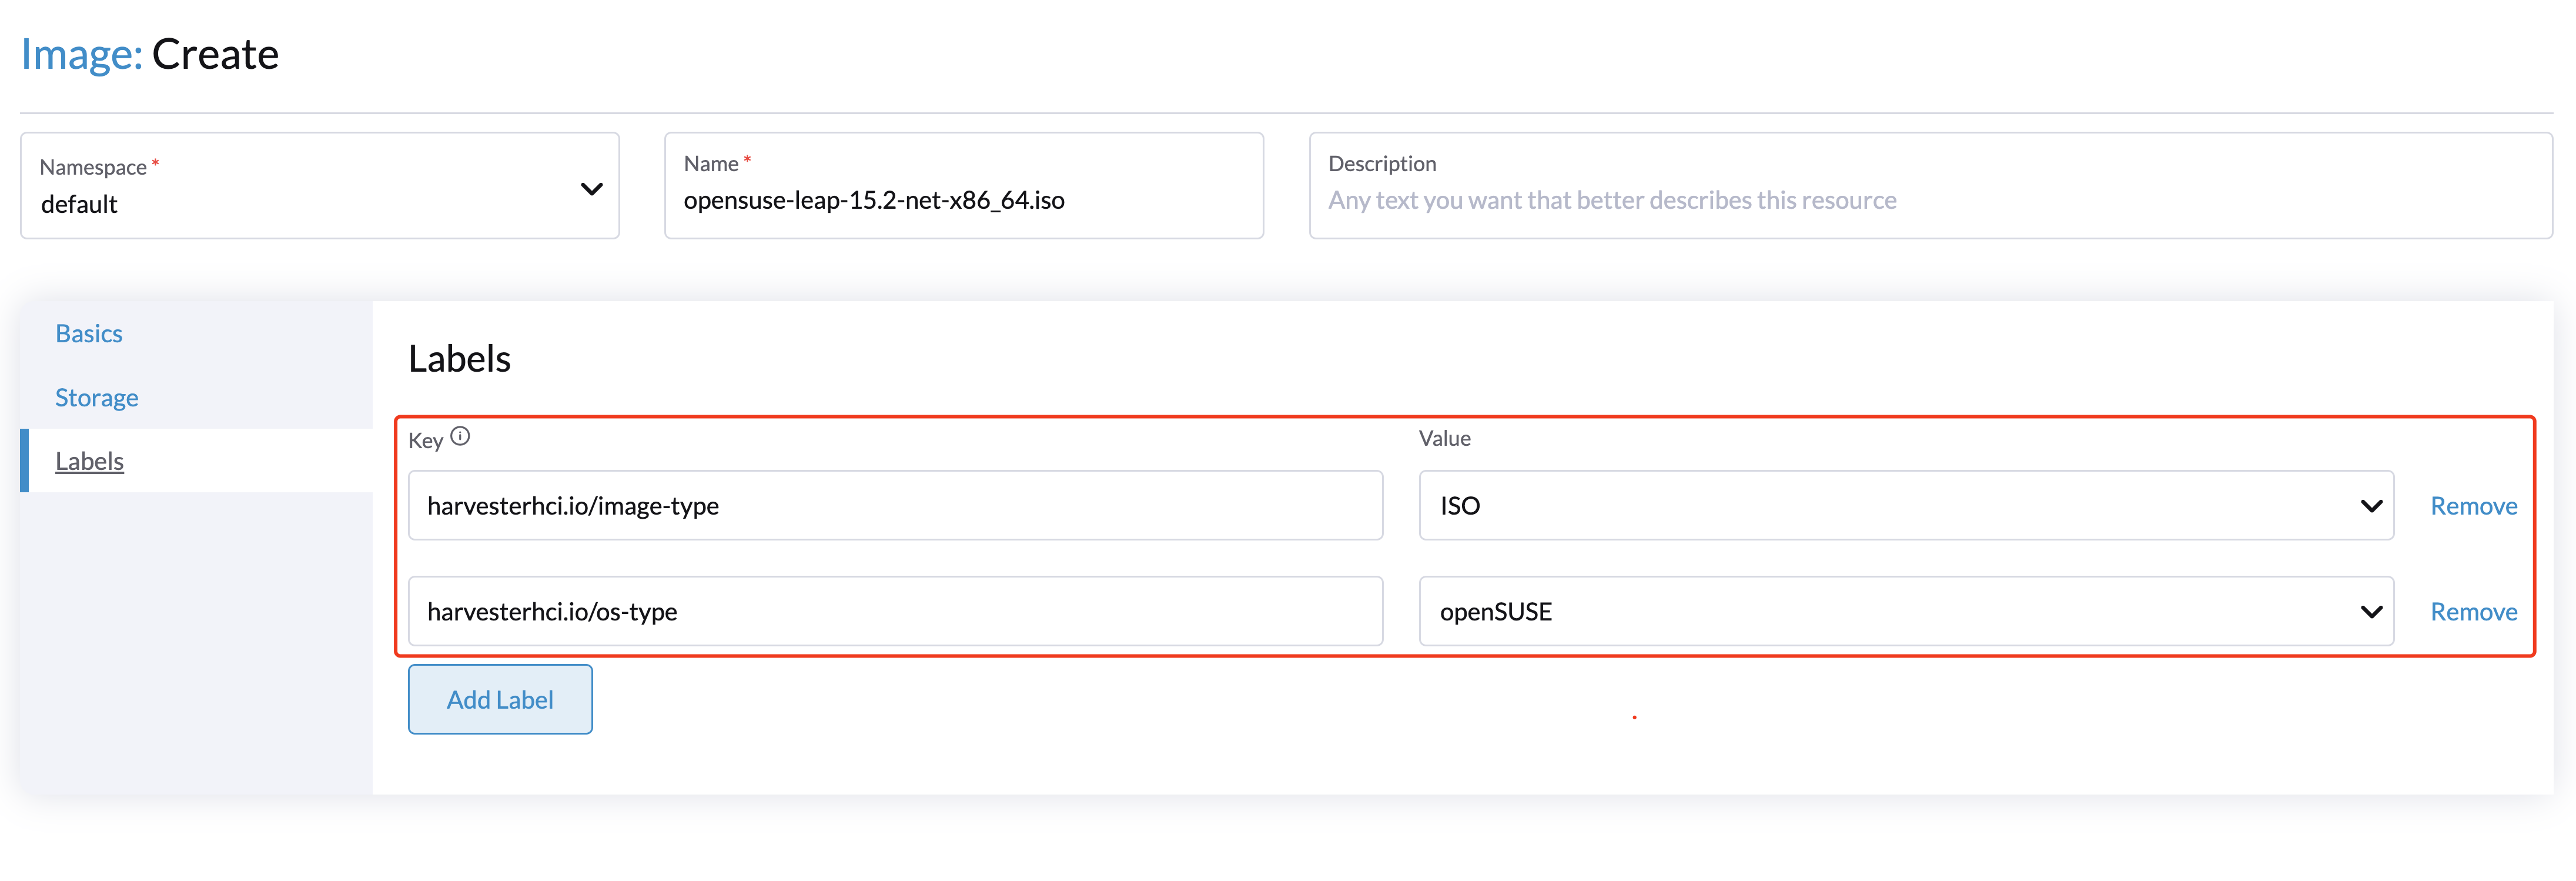 Image: Create
Namespace *
default
Name *
opensuse-leap-15.2-net-x86_64.iso
Description
Any text you want that better describes this resource
Basics
Storage
Labels
Labels
Key
Value
harvesterhci.io/image-type
ISO
Remove
harvesterhci.io/os-type
openSUSE
Remove
Add Label